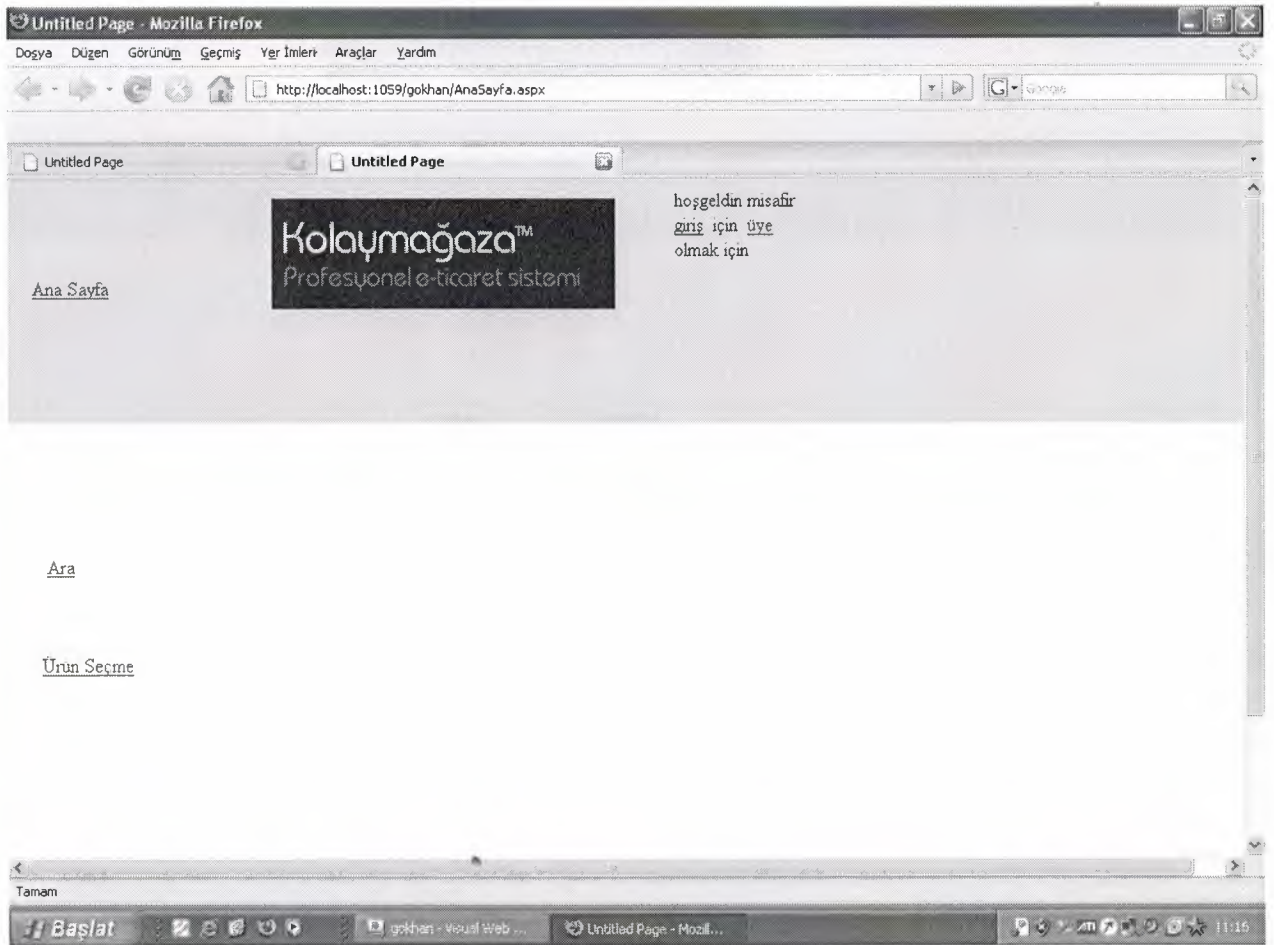 Untitled Page - Mozilla Firefox
Dosya Düzen Görünüm Geçmiş Yer İmleri Araçlar Yardım
http://localhost:1059/gokhan/AnaSayfa.aspx
G Google
Untitled Page
Untitled Page
hoşgeldin misafir
giriş için üye
olmak için
Kolaymağaza™
Profesyonel e-ticaret sistemi
Ana Sayfa
Ara
Ürün Seçme
Tamam
Başlat
gokhan - Visual Web ...
Untitled Page - Mozill...
11:16